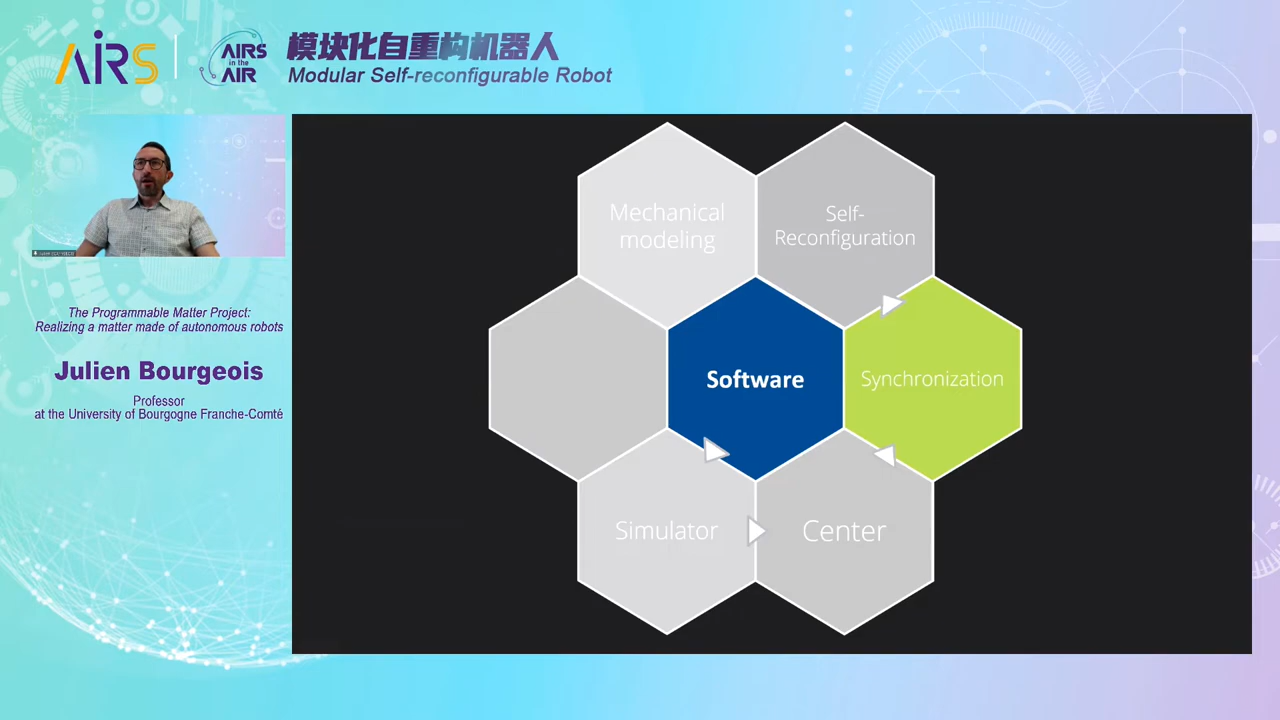 AIRS
AIRS
in the
AIR
模块化自重构机器人
Modular Self-reconfigurable Robot
The Programmable Matter Project:
Realizing a matter made of autonomous robots
Julien Bourgeois
Professor
at the University of Bourgogne Franche-Comté
Mechanical
modeling
Self-
Reconfiguration
Software
Synchronization
Simulator
Center